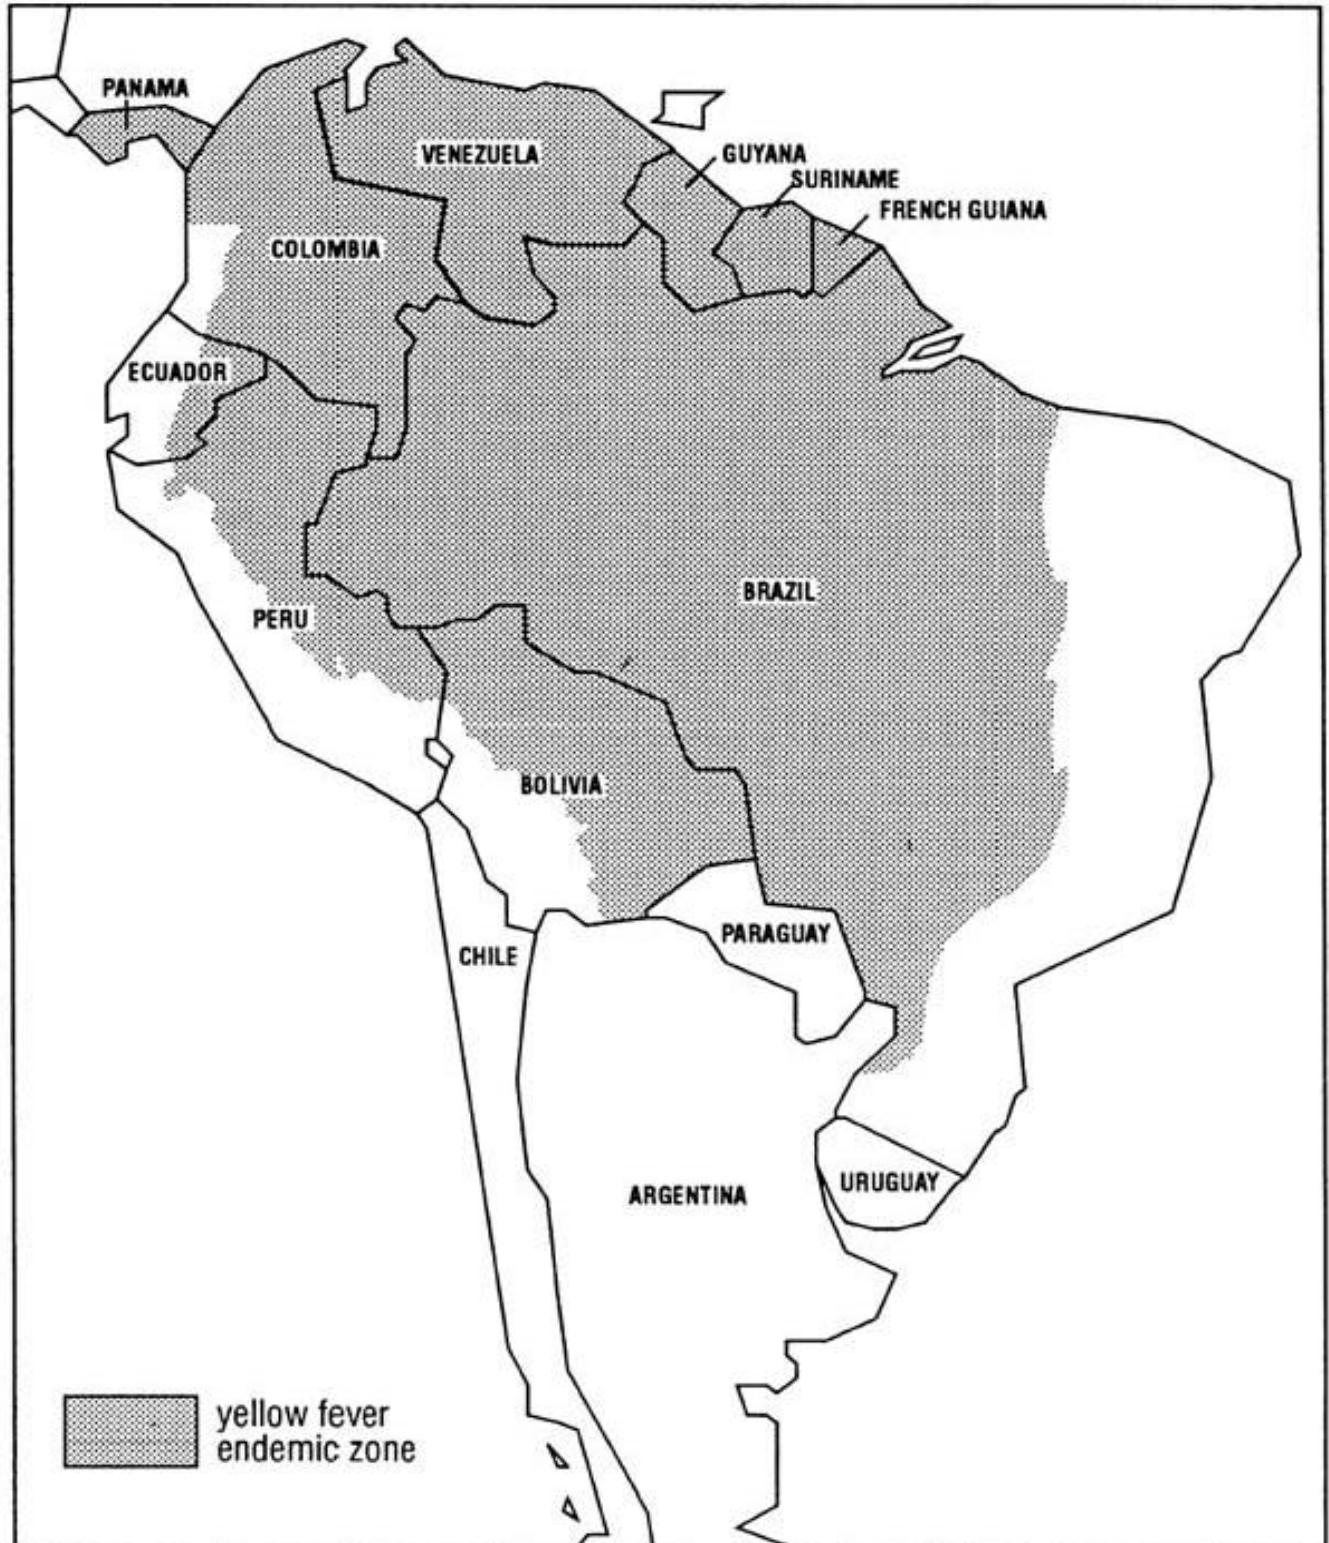 PANAMA
VENEZUELA
GUYANA
SURINAME
FRENCH GUIANA
COLOMBIA
ECUADOR
BRAZIL
PERU
BOLIVIA
PARAGUAY
CHILE
URUGUAY
ARGENTINA
yellow fever
endemic zone